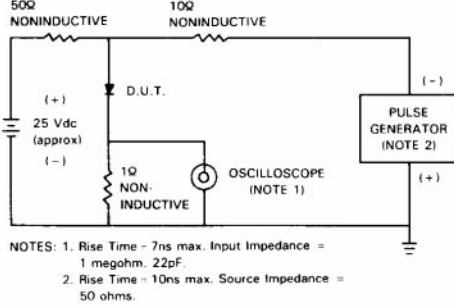 50Ω
NONINDUCTIVE
10Ω
NONINDUCTIVE
(+)
25 Vdc
(approx)
(-)
D.U.T.
1Ω
NON-
INDUCTIVE
OSCILLOSCOPE
(NOTE 1)
(-)
PULSE
GENERATOR
(NOTE 2)
(+)
NOTES: 1. Rise Time - 7ns max. Input Impedance =
1 megohm. 22pF.
2. Rise Time - 10ns max. Source Impedance =
50 ohms.